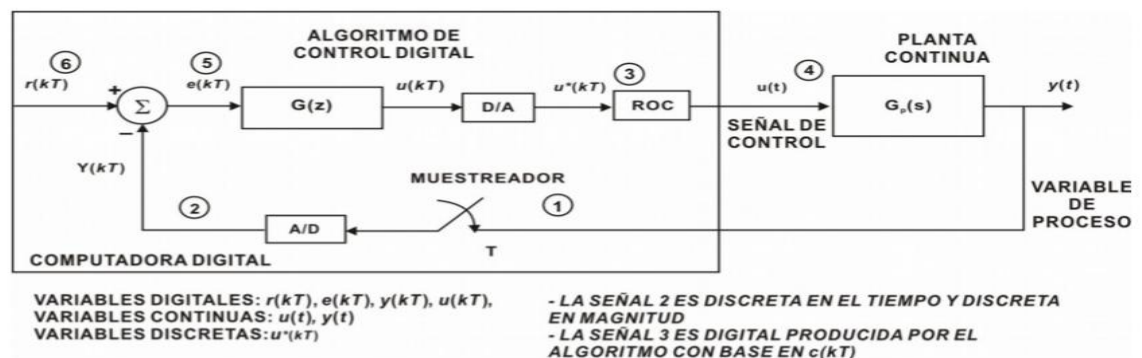 ALGORITMO DE
CONTROL DIGITAL
PLANTA
CONTINUA
6
5
3
4
r(kT)
+
Σ
−
e(kT)
G(z)
u(kT)
D/A
u*(kT)
ROC
u(t)
Gp(s)
y(t)
SEÑAL DE
CONTROL
Y(kT)
MUESTREADOR
2
1
A/D
T
VARIABLE
DE
PROCESO
COMPUTADORA DIGITAL
VARIABLES DIGITALES: r(kT), e(kT), y(kT), u(kT),
VARIABLES CONTINUAS: u(t), y(t)
VARIABLES DISCRETAS: u*(kT)
- LA SEÑAL 2 ES DISCRETA EN EL TIEMPO Y DISCRETA
EN MAGNITUD
- LA SEÑAL 3 ES DIGITAL PRODUCIDA POR EL
ALGORITMO CON BASE EN c(kT)